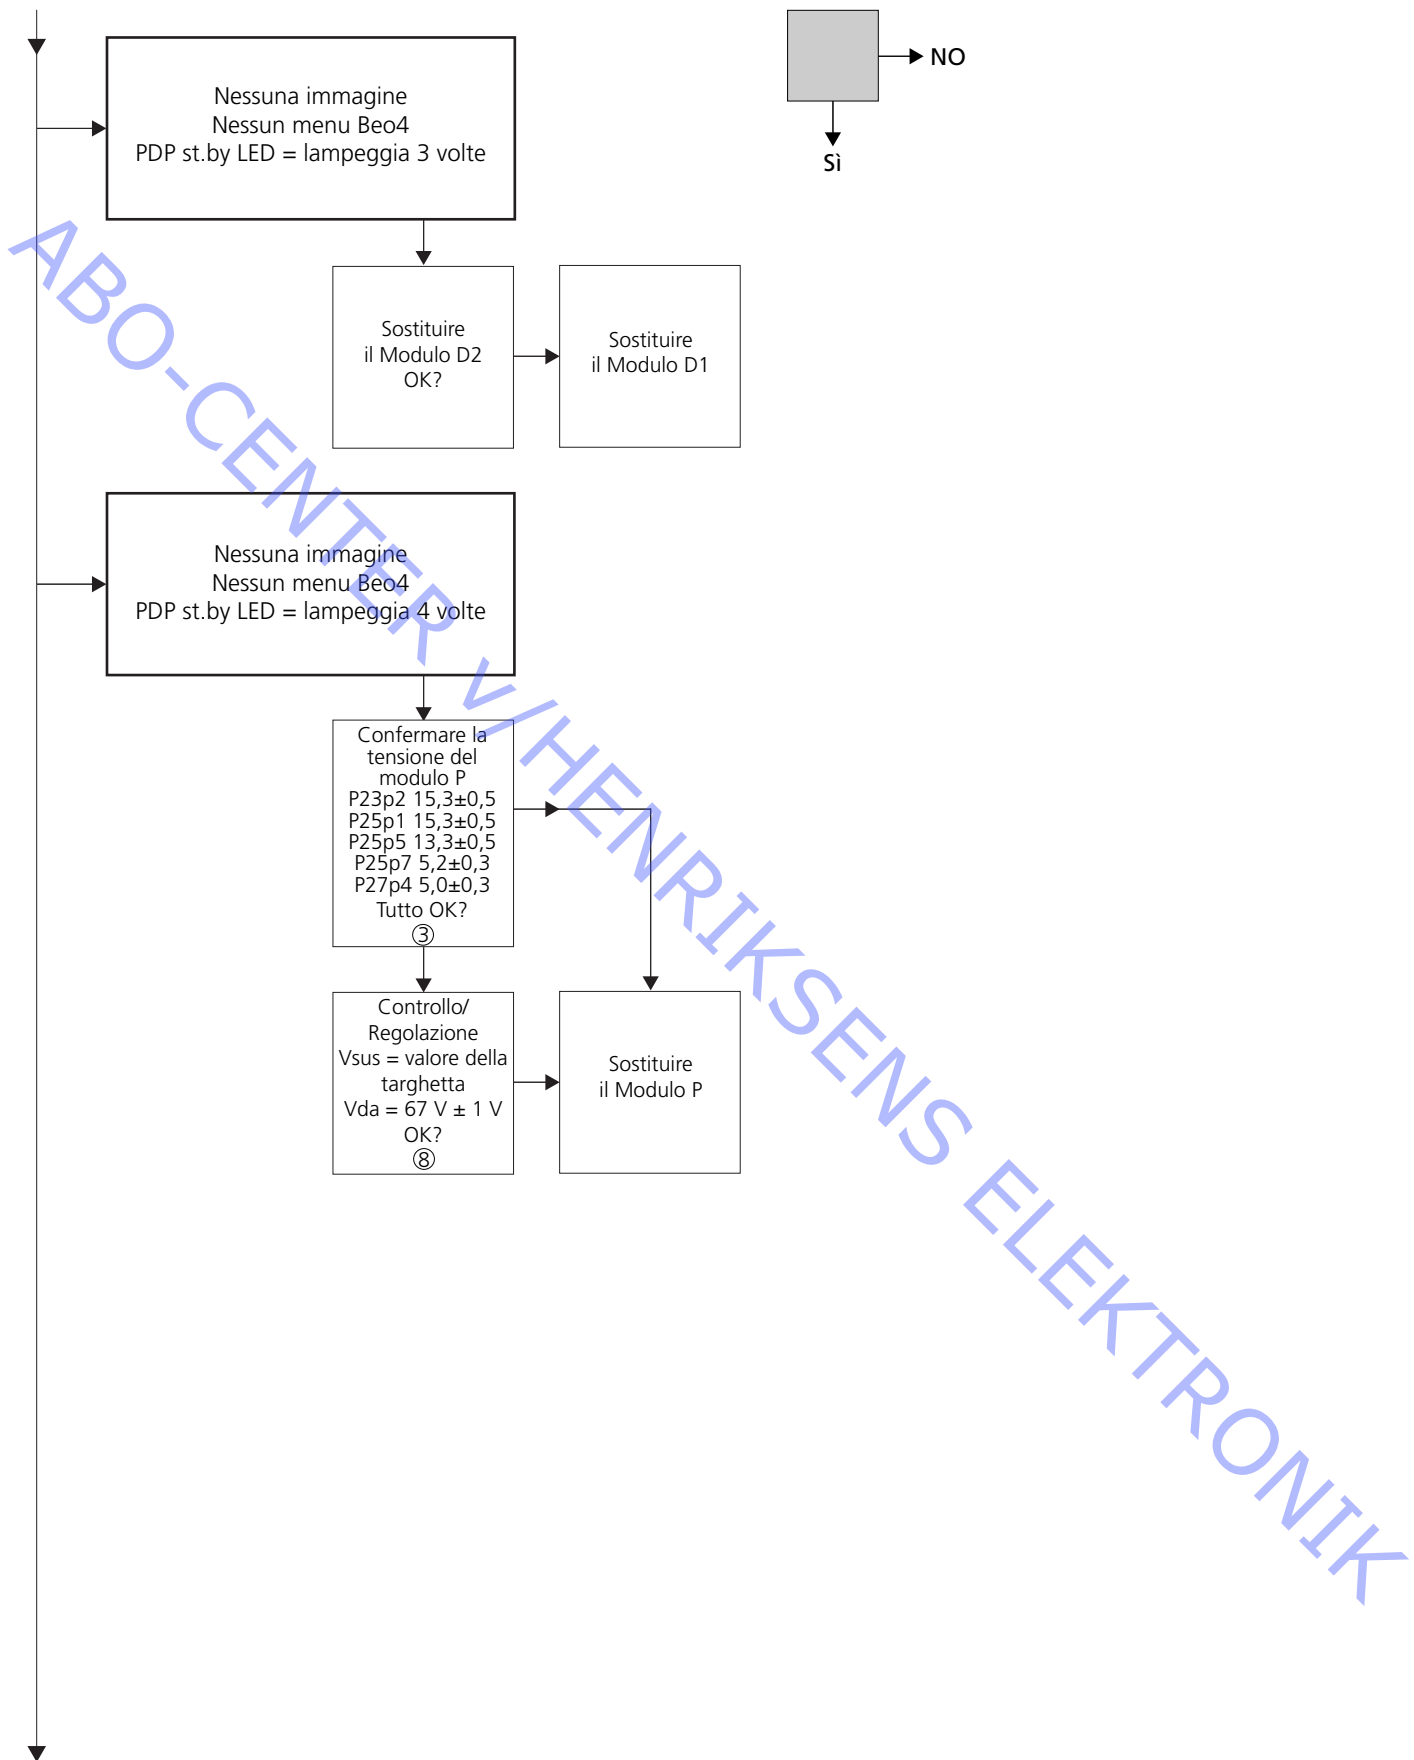 NO
Sì
Nessuna immagine
Nessun menu Beo4
PDP st.by LED = lampeggia 3 volte
Sostituire
il Modulo D2
OK?
Sostituire
il Modulo D1
Nessuna immagine
Nessun menu Beo4
PDP st.by LED = lampeggia 4 volte
Confermare la
tensione del
modulo P
P23p2 15,3±0,5
P25p1 15,3±0,5
P25p5 13,3±0,5
P25p7 5,2±0,3
P27p4 5,0±0,3
Tutto OK?
③
Controllo/
Regolazione
Vsus = valore della
targhetta
Vda = 67 V ± 1 V
OK?
⑧
Sostituire
il Modulo P
ABO-CENTER v/HENRIKSENS ELEKTRONIK